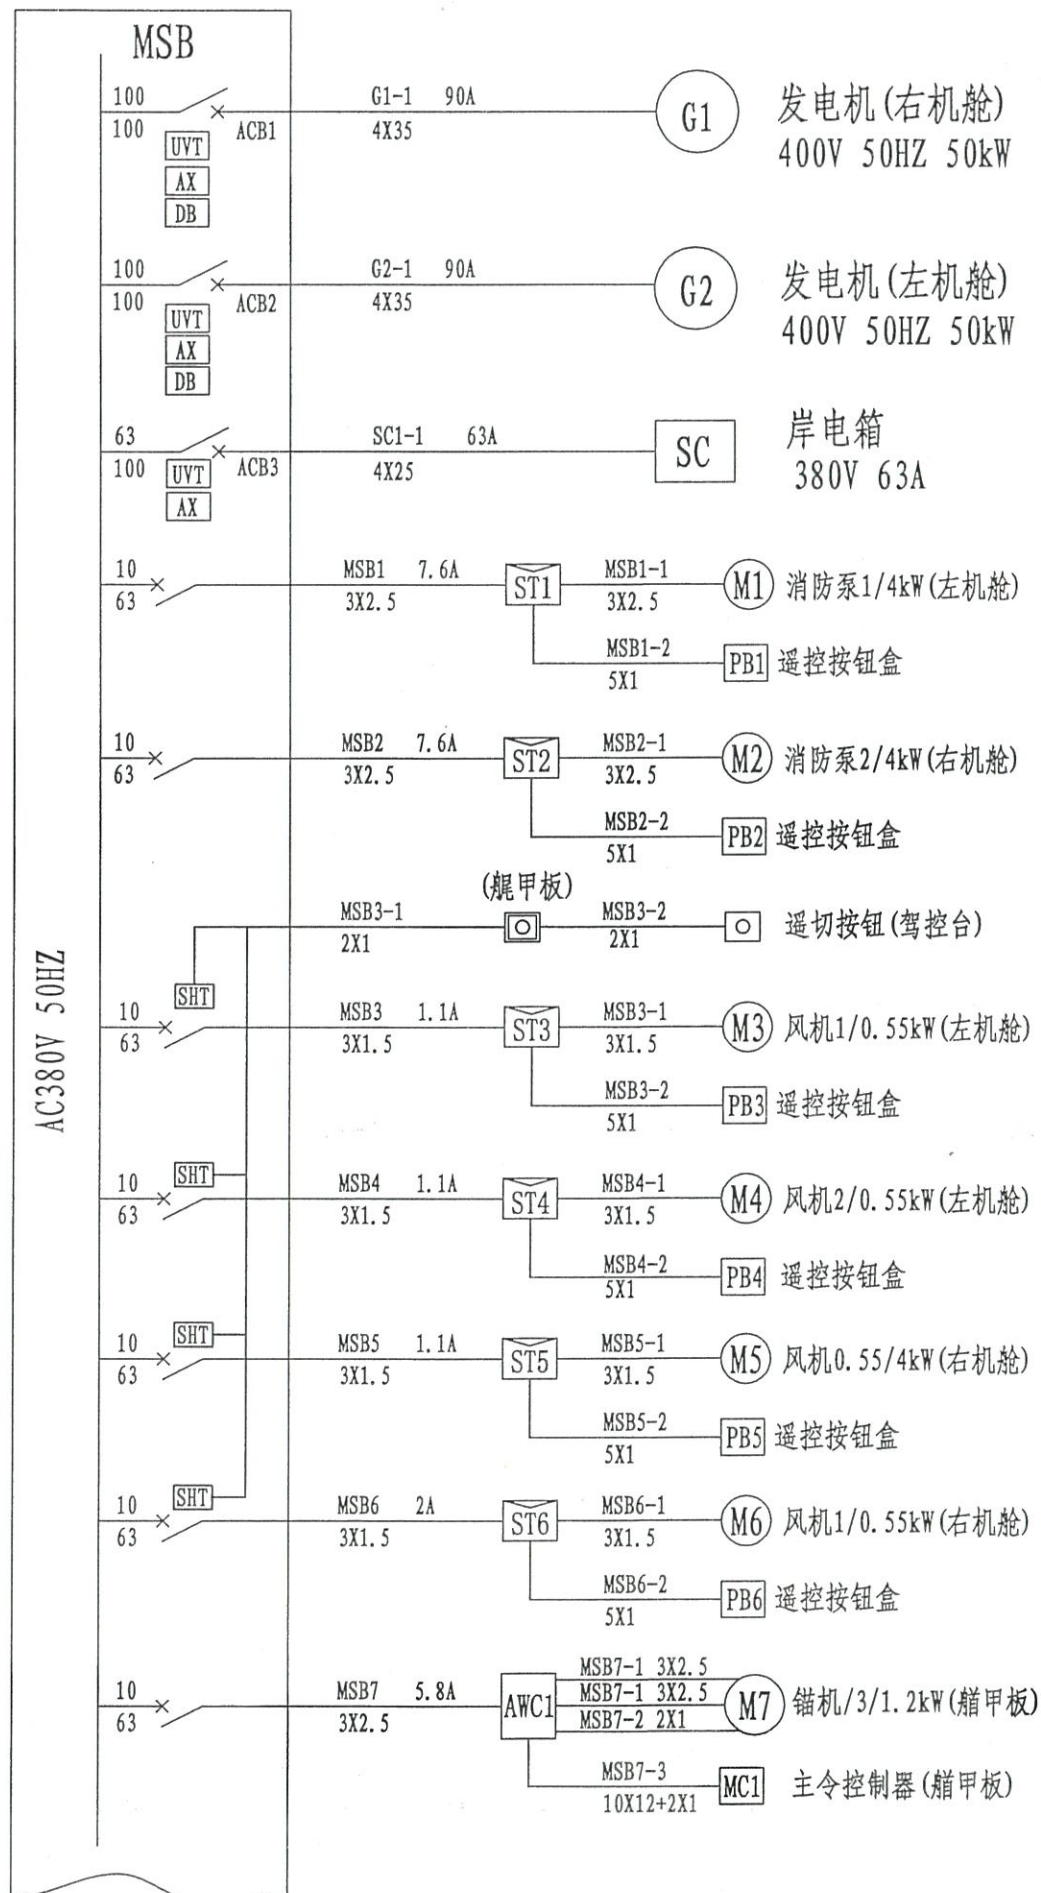 MSB
100
100
ACB1
UVT
AX
DB
G1-1 90A
4X35
G1
发电机(右机舱)
400V 50HZ 50kW
100
100
ACB2
UVT
AX
DB
G2-1 90A
4X35
G2
发电机(左机舱)
400V 50HZ 50kW
63
100
ACB3
UVT
AX
SC1-1 63A
4X25
SC
岸电箱
380V 63A
10
63
MSB1 7.6A
3X2.5
ST1
MSB1-1
3X2.5
M1
消防泵1/4kW(左机舱)
MSB1-2
5X1
PB1
遥控按钮盒
10
63
MSB2 7.6A
3X2.5
ST2
MSB2-1
3X2.5
M2
消防泵2/4kW(右机舱)
MSB2-2
5X1
PB2
遥控按钮盒
(艉甲板)
MSB3-1
2X1
MSB3-2
2X1
遥切按钮(驾控台)
AC380V 50HZ
SHT
10
63
MSB3 1.1A
3X1.5
ST3
MSB3-1
3X1.5
M3
风机1/0.55kW(左机舱)
MSB3-2
5X1
PB3
遥控按钮盒
SHT
10
63
MSB4 1.1A
3X1.5
ST4
MSB4-1
3X1.5
M4
风机2/0.55kW(左机舱)
MSB4-2
5X1
PB4
遥控按钮盒
SHT
10
63
MSB5 1.1A
3X1.5
ST5
MSB5-1
3X1.5
M5
风机0.55/4kW(右机舱)
MSB5-2
5X1
PB5
遥控按钮盒
SHT
10
63
MSB6 2A
3X1.5
ST6
MSB6-1
3X1.5
M6
风机1/0.55kW(右机舱)
MSB6-2
5X1
PB6
遥控按钮盒
10
63
MSB7 5.8A
3X2.5
AWC1
MSB7-1 3X2.5
MSB7-1 3X2.5
MSB7-2 2X1
M7
锚机/3/1.2kW(艏甲板)
MSB7-3
10X12+2X1
MC1
主令控制器(艏甲板)